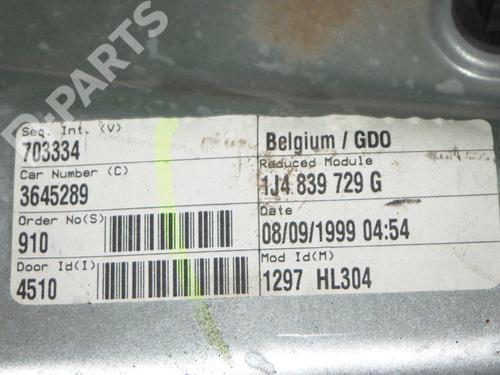 B-PARTS
Seq. Int. (V)
703334
Car Number (C)
3645289
Order No(S)
910
Door Id(I)
4510
Belgium / GDO
Reduced Module
1J4 839 729 G
Date
08/09/1999 04:54
Mod Id(M)
1297 HL304